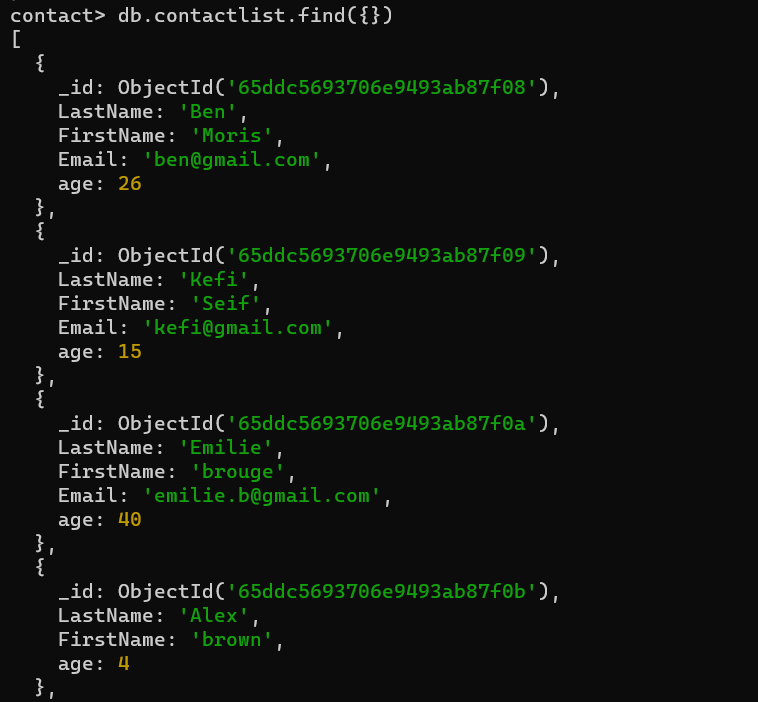 contact> db.contactlist.find({})
[
  {
    _id: ObjectId('65ddc5693706e9493ab87f08'),
    LastName: 'Ben',
    FirstName: 'Moris',
    Email: 'ben@gmail.com',
    age: 26
  },
  {
    _id: ObjectId('65ddc5693706e9493ab87f09'),
    LastName: 'Kefi',
    FirstName: 'Seif',
    Email: 'kefi@gmail.com',
    age: 15
  },
  {
    _id: ObjectId('65ddc5693706e9493ab87f0a'),
    LastName: 'Emilie',
    FirstName: 'brouge',
    Email: 'emilie.b@gmail.com',
    age: 40
  },
  {
    _id: ObjectId('65ddc5693706e9493ab87f0b'),
    LastName: 'Alex',
    FirstName: 'brown',
    age: 4
  },